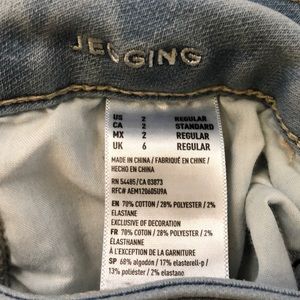 JEGGING
US 2 REGULAR
CA 2 STANDARD
MX 2 REGULAR
UK 6 REGULAR
MADE IN CHINA / FABRIQUÉ EN CHINE /
HECHO EN CHINA
RN 54485/CA 03873
RFC# AEM120605U9A
EN 70% COTTON / 28% POLYESTER / 2%
ELASTANE
EXCLUSIVE OF DECORATION
FR 70% COTON / 28% POLYESTER / 2%
ÉLASTHANNE
À L'EXCEPTION DE LA GARNITURE
SP 68% algodón / 17% elasterell-p /
13% poliéster / 2% elastano